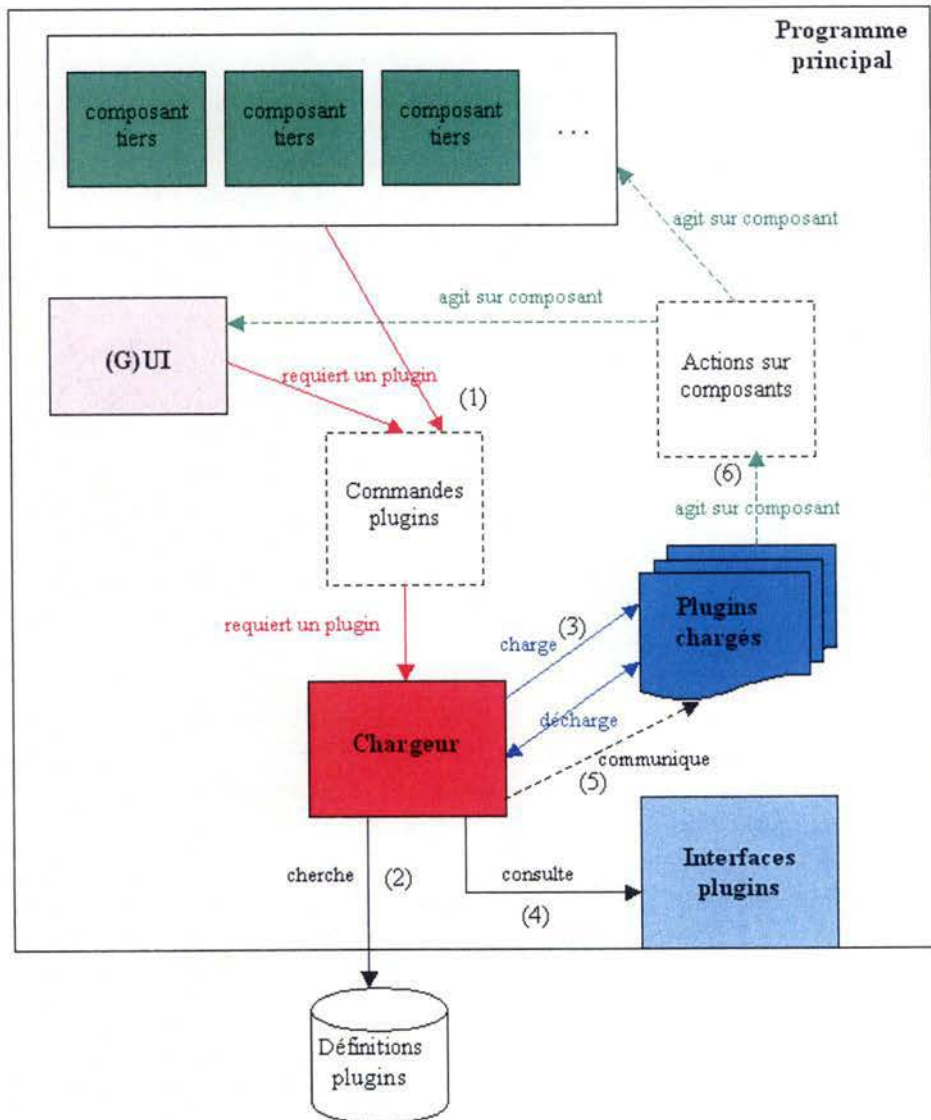 Programme
principal
composant
tiers
composant
tiers
composant
tiers
...
agit sur composant
agit sur composant
(G)UI
requiert un plugin
(1)
Actions sur
composants
(6)
Commandes
plugins
agit sur composant
requiert un plugin
charge
(3)
Plugins
chargés
décharge
Chargeur
communique
(5)
cherche
(2)
consulte
(4)
Interfaces
plugins
Définitions
plugins